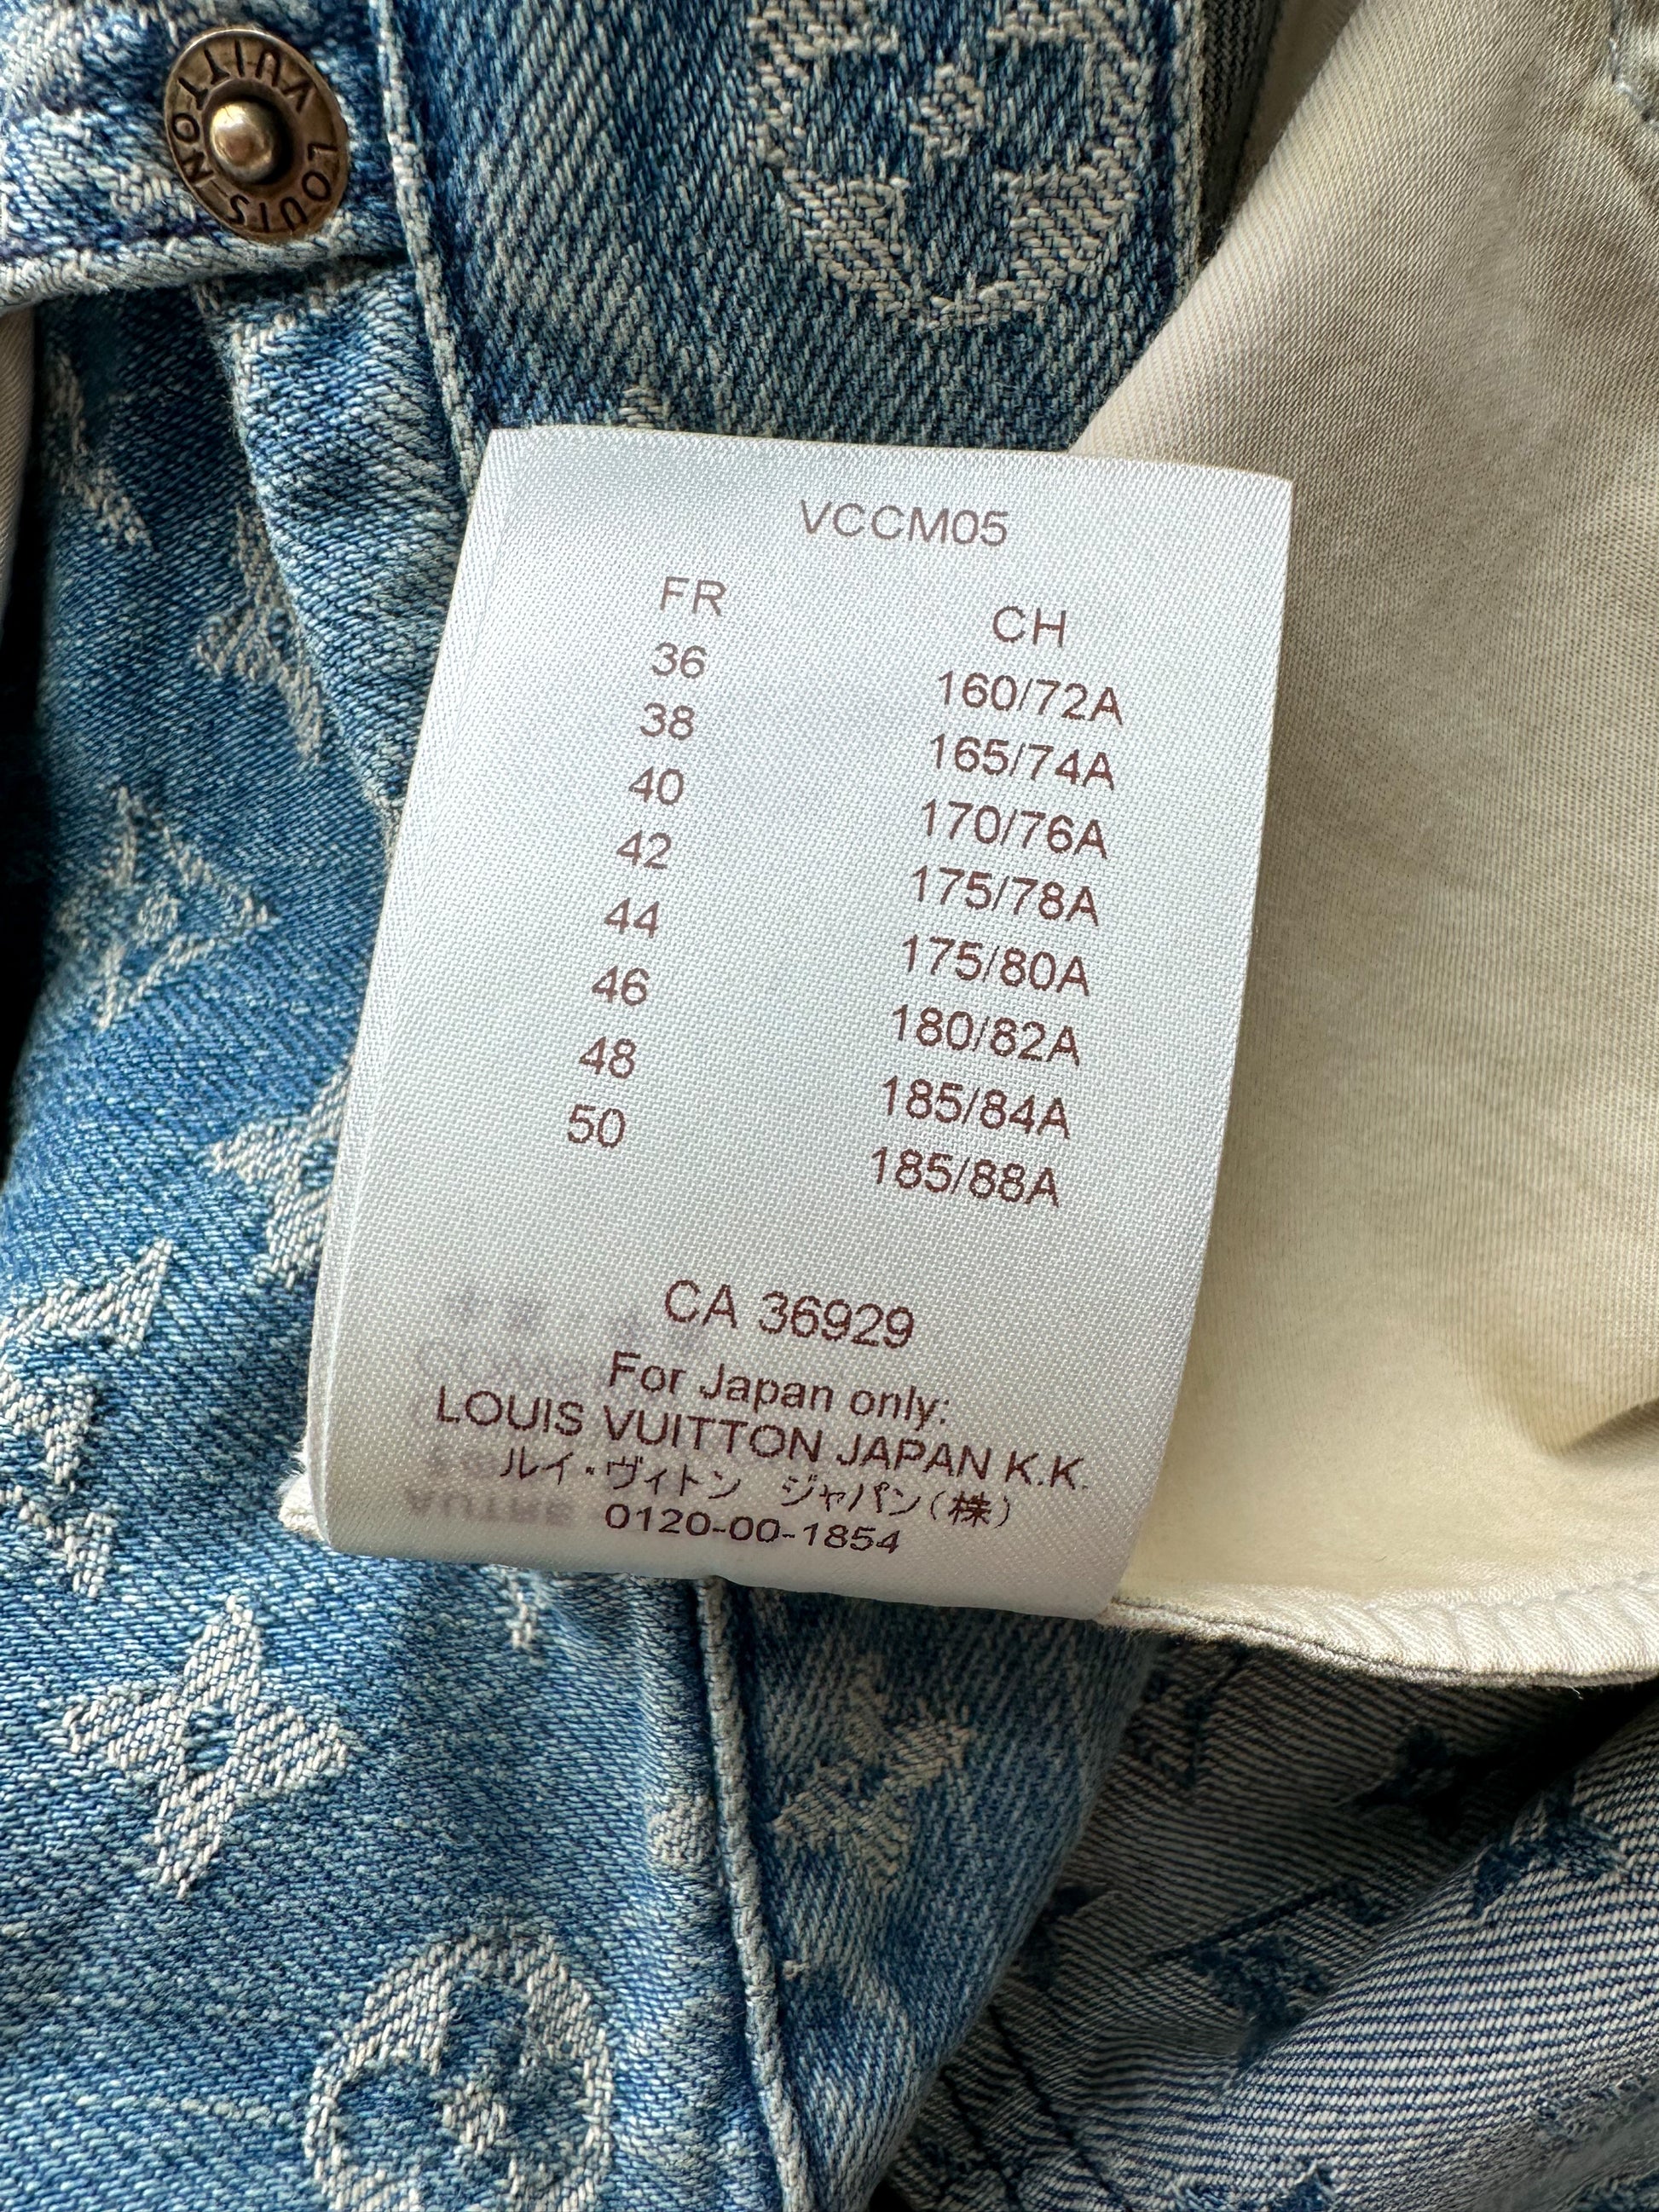 LOUIS VUITTON
VCCM05
FR CH
36 160/72A
38 165/74A
40 170/76A
42 175/78A
44 175/80A
46 180/82A
48 185/84A
50 185/88A
CA 36929
For Japan only:
LOUIS VUITTON JAPAN K.K.
ルイ・ヴィトン ジャパン(株)
0120-00-1854